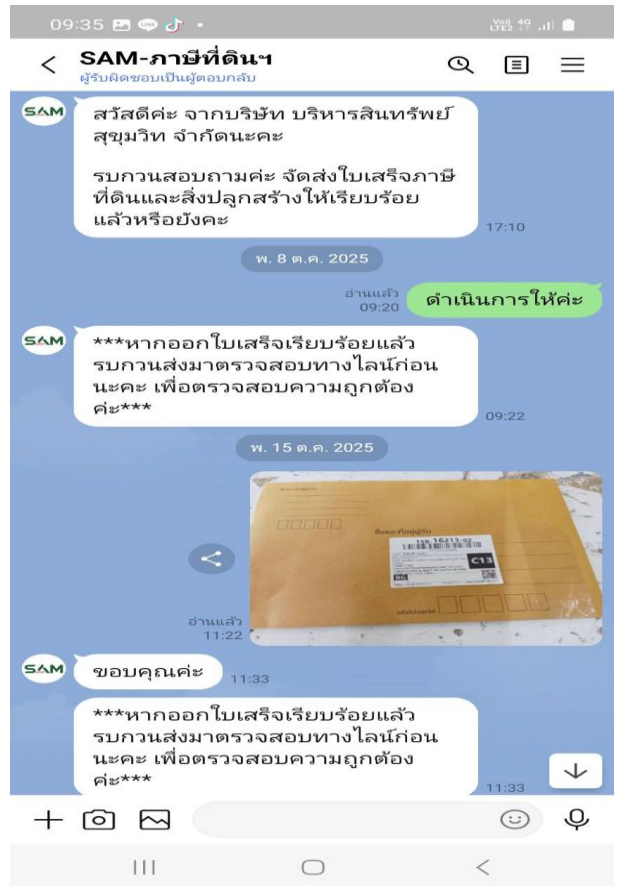 09:35
Vo)) 4G
LTE2
SAM-ภาษีที่ดินฯ
ผู้รับผิดชอบเป็นผู้ตอบกลับ
SAM
สวัสดีค่ะ จากบริษัท บริหารสินทรัพย์
สุขุมวิท จำกัดนะคะ
รบกวนสอบถามค่ะ จัดส่งใบเสร็จภาษี
ที่ดินและสิ่งปลูกสร้างให้เรียบร้อย
แล้วหรือยังคะ
17:10
พ. 8 ต.ค. 2025
อ่านแล้ว
09:20
ดำเนินการให้ค่ะ
SAM
***หากออกใบเสร็จเรียบร้อยแล้ว
รบกวนส่งมาตรวจสอบทางไลน์ก่อน
นะคะ เพื่อตรวจสอบความถูกต้อง
ค่ะ***
09:22
พ. 15 ต.ค. 2025
ชื่อและที่อยู่ผู้รับ
C13
อ่านแล้ว
11:22
SAM
ขอบคุณค่ะ
11:33
***หากออกใบเสร็จเรียบร้อยแล้ว
รบกวนส่งมาตรวจสอบทางไลน์ก่อน
นะคะ เพื่อตรวจสอบความถูกต้อง
ค่ะ***
11:33